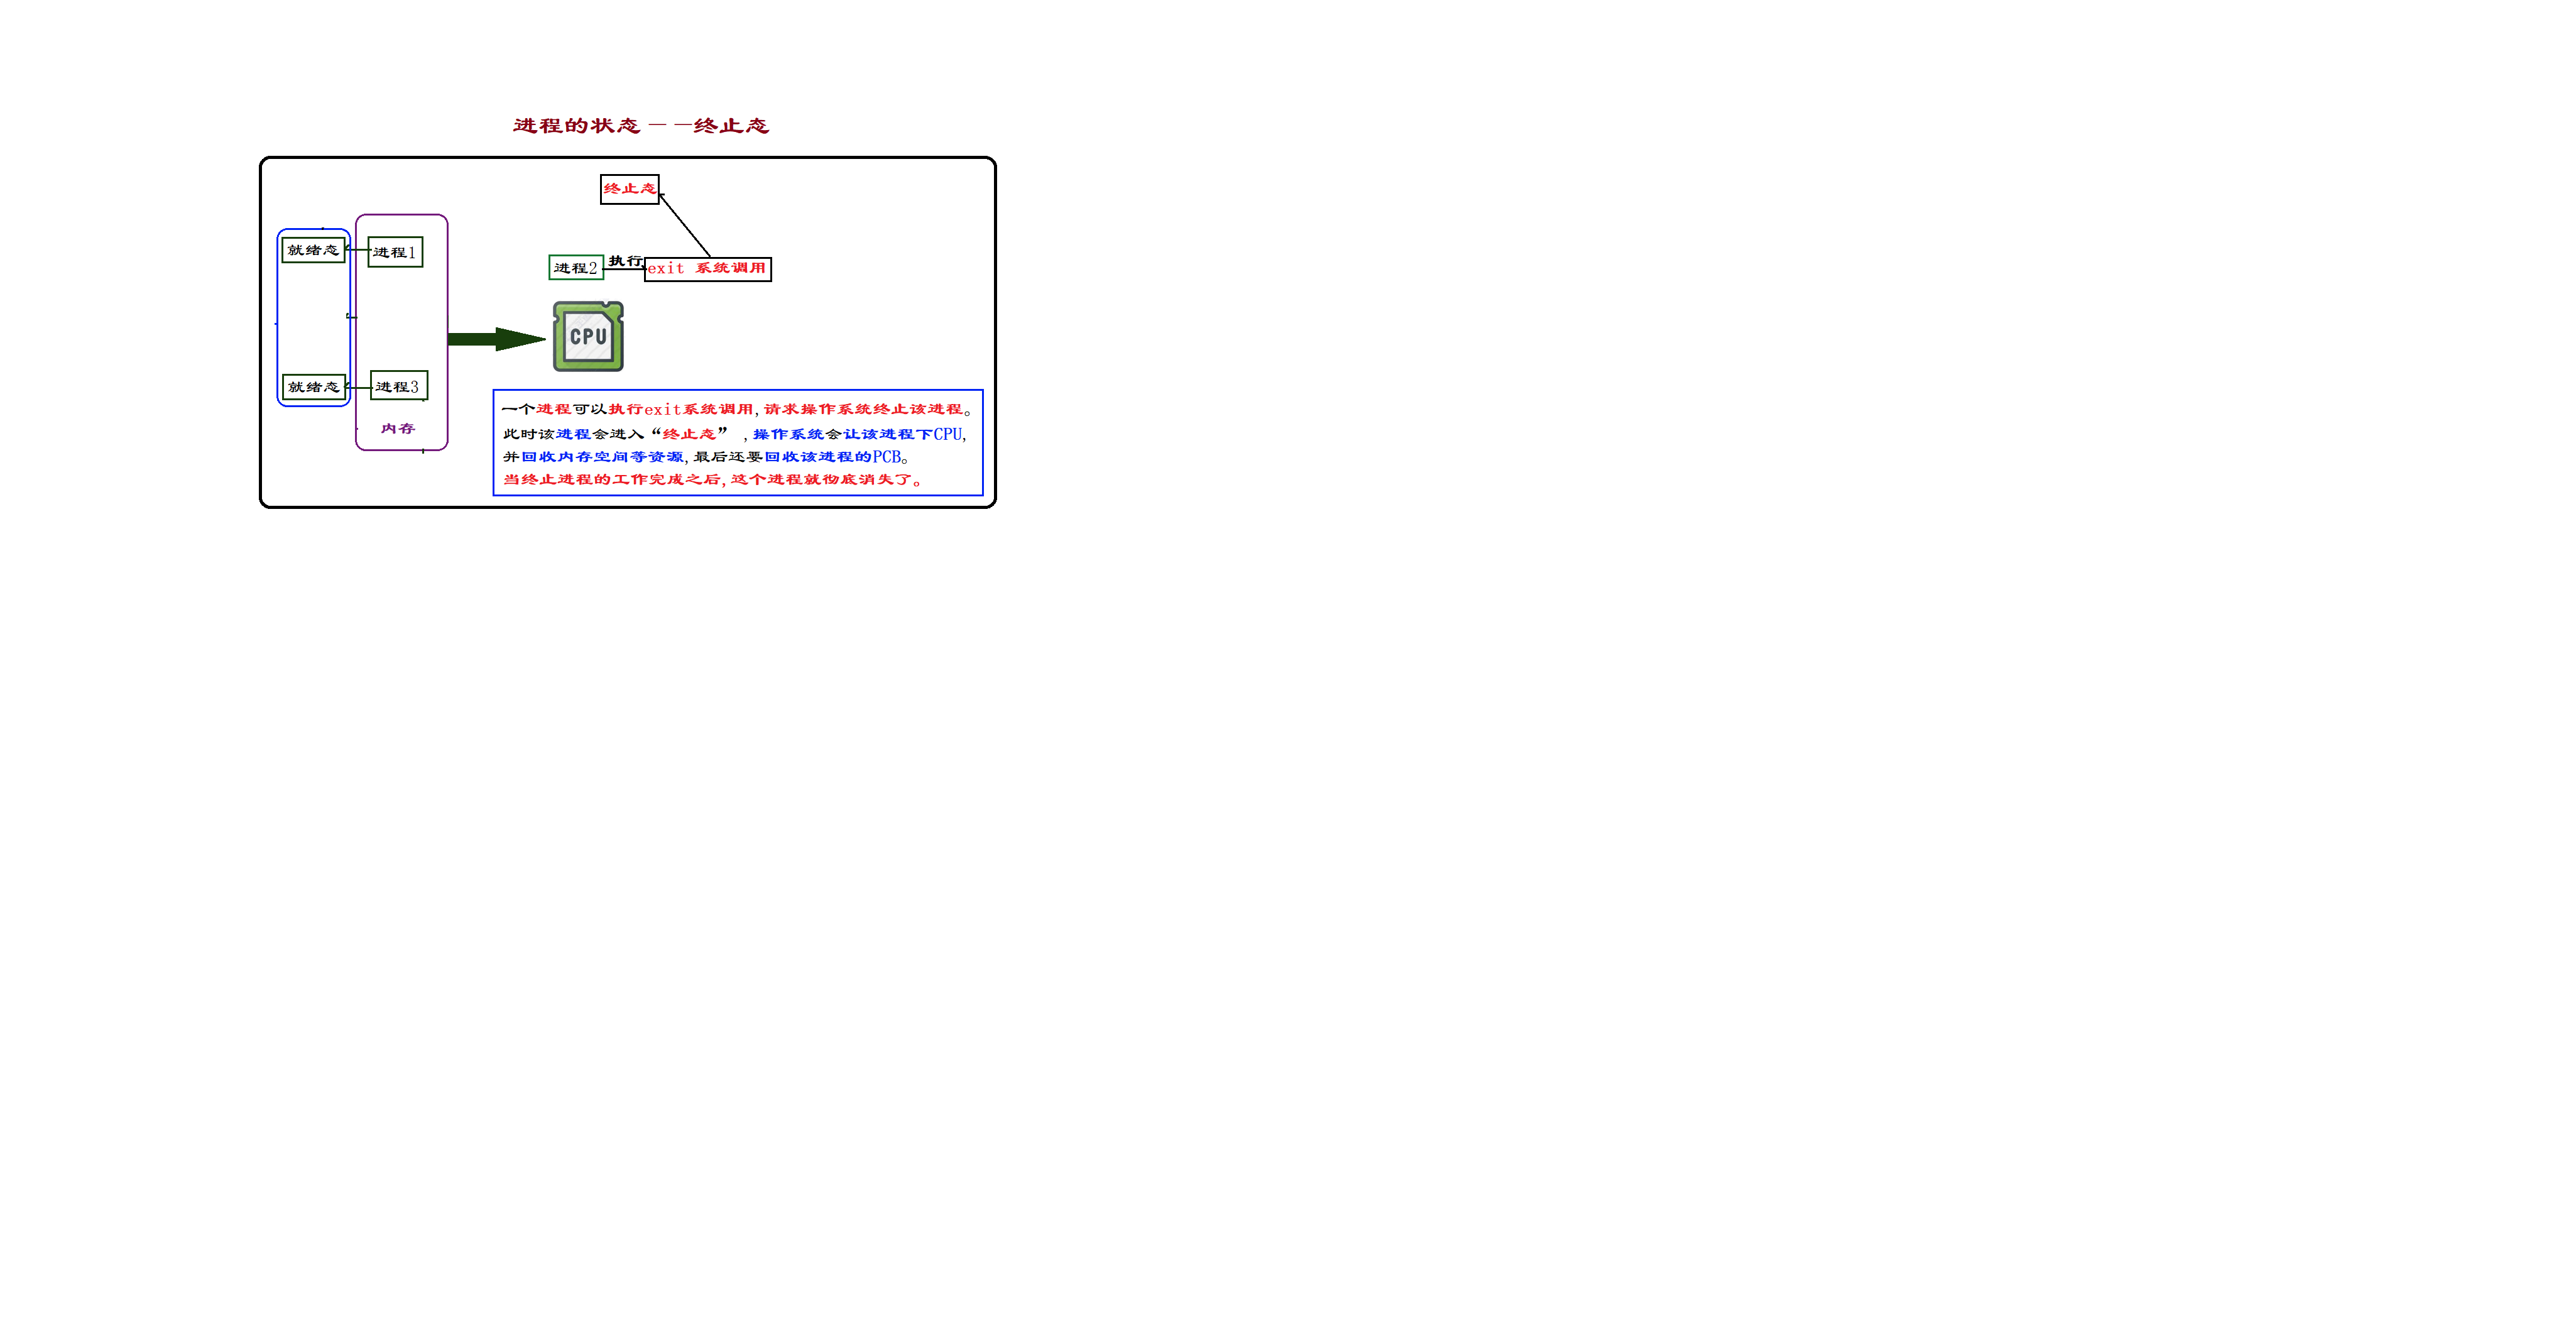 进程的状态——终止态
终止态
就绪态
进程1
进程2
执行
exit 系统调用
CPU
就绪态
进程3
内存
一个进程可以执行exit系统调用,请求操作系统终止该进程。
此时该进程会进入“终止态”,操作系统会让该进程下CPU,
并回收内存空间等资源,最后还要回收该进程的PCB。
当终止进程的工作完成之后,这个进程就彻底消失了。